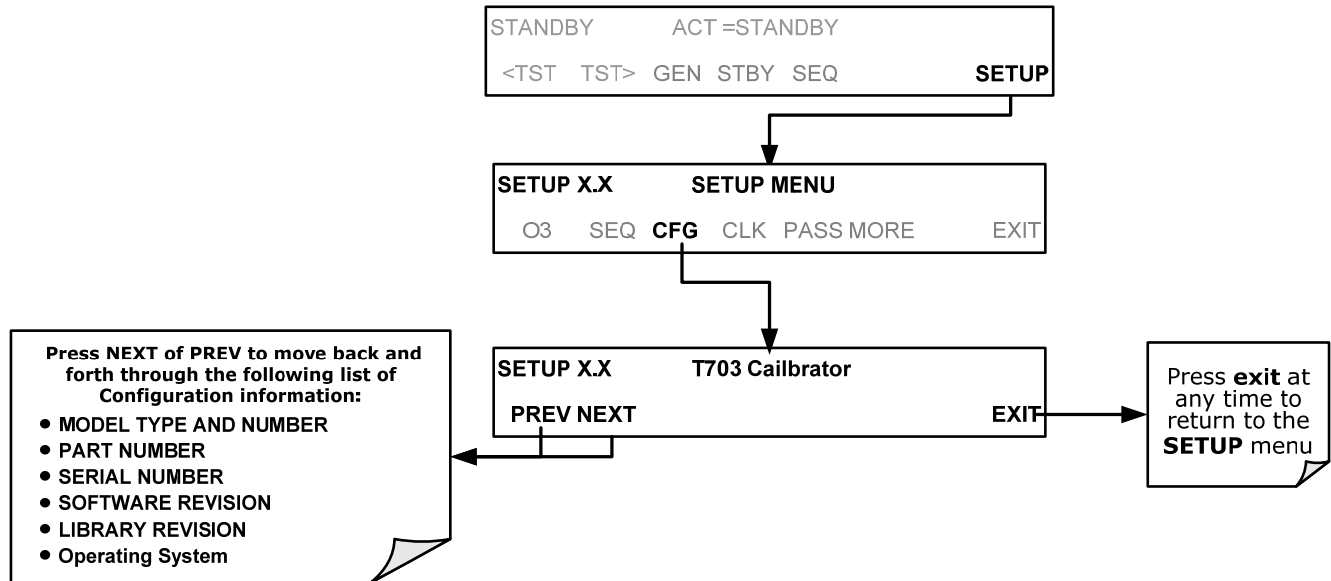 STANDBY ACT =STANDBY
<TST TST> GEN STBY SEQ SETUP
SETUP X.X SETUP MENU
O3 SEQ CFG CLK PASS MORE EXIT
Press NEXT of PREV to move back and
forth through the following list of
Configuration information:
● MODEL TYPE AND NUMBER
● PART NUMBER
● SERIAL NUMBER
● SOFTWARE REVISION
● LIBRARY REVISION
● Operating System
SETUP X.X T703 Cailbrator
PREV NEXT EXIT
Press exit at
any time to
return to the
SETUP menu